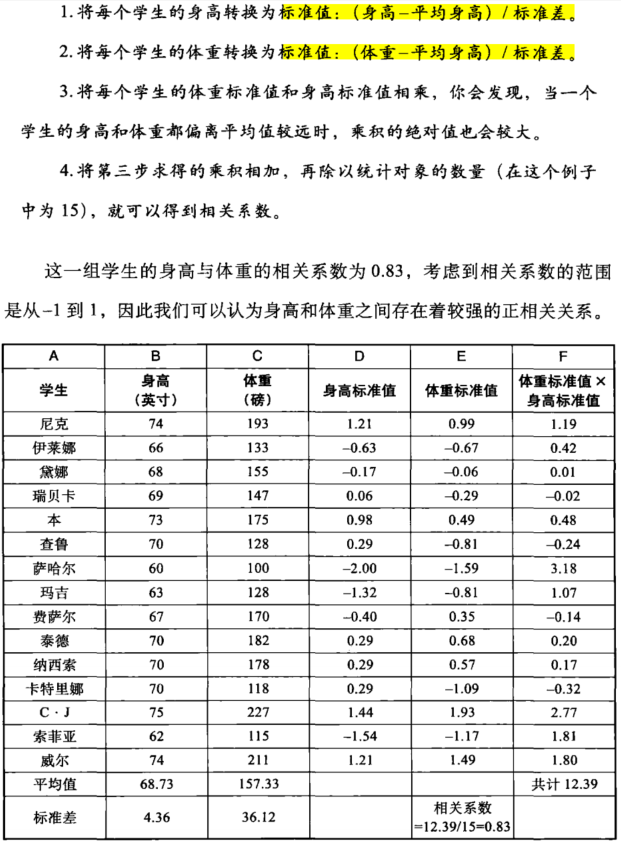 1.将每个学生的身高转换为标准值：(身高－平均身高) / 标准差。
2.将每个学生的体重转换为标准值：(体重－平均身高) / 标准差。
3.将每个学生的体重标准值和身高标准值相乘，你会发现，当一个
学生的身高和体重都偏离平均值较远时，乘积的绝对值也会较大。
4.将第三步求得的乘积相加，再除以统计对象的数量（在这个例子
中为 15），就可以得到相关系数。
这一组学生的身高与体重的相关系数为 0.83，考虑到相关系数的范围
是从-1 到 1，因此我们可以认为身高和体重之间存在着较强的正相关关系。
A B C D E F
学生 身高（英寸） 体重（磅） 身高标准值 体重标准值 体重标准值×身高标准值
尼克 74 193 1.21 0.99 1.19
伊莱娜 66 133 -0.63 -0.67 0.42
黛娜 68 155 -0.17 -0.06 0.01
瑞贝卡 69 147 0.06 -0.29 -0.02
本 73 175 0.98 0.49 0.48
查鲁 70 128 0.29 -0.81 -0.24
萨哈尔 60 100 -2.00 -1.59 3.18
玛吉 63 128 -1.32 -0.81 1.07
费萨尔 67 170 -0.40 0.35 -0.14
泰德 70 182 0.29 0.68 0.20
纳西索 70 178 0.29 0.57 0.17
卡特里娜 70 118 0.29 -1.09 -0.32
C·J 75 227 1.44 1.93 2.77
索菲亚 62 115 -1.54 -1.17 1.81
威尔 74 211 1.21 1.49 1.80
平均值 68.73 157.33 共计 12.39
标准差 4.36 36.12 相关系数=12.39/15=0.83